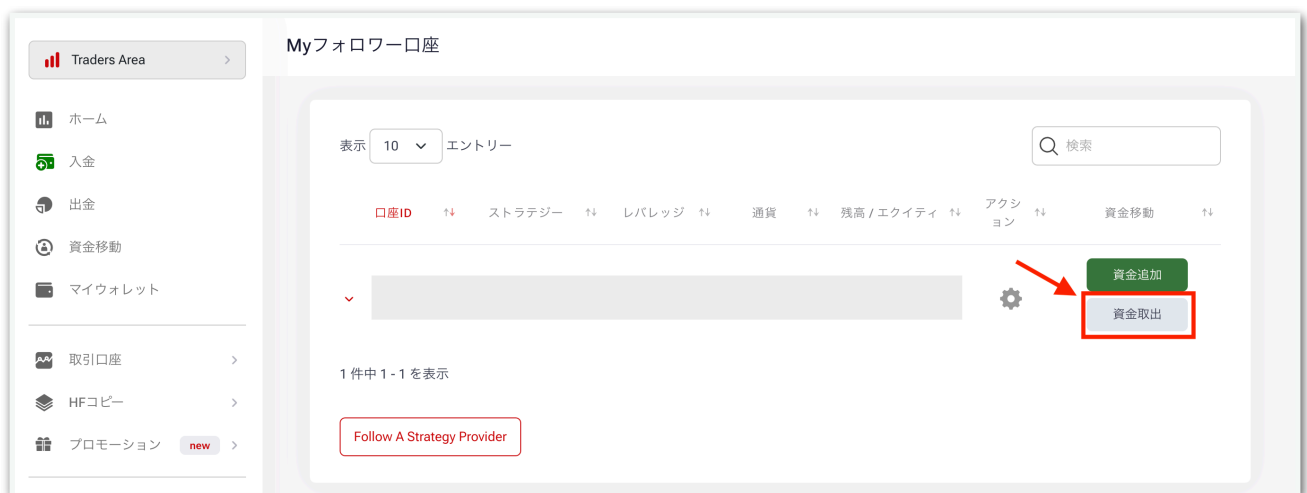 Traders Area
ホーム
入金
出金
資金移動
マイウォレット
取引口座
HFコピー
プロモーション new
Myフォロワー口座
表示 10 エントリー
検索
口座ID ストラテジー レバレッジ 通貨 残高 / エクイティ アクシ 資金移動
ョン
資金追加
資金取出
1 件中 1 - 1 を表示
Follow A Strategy Provider